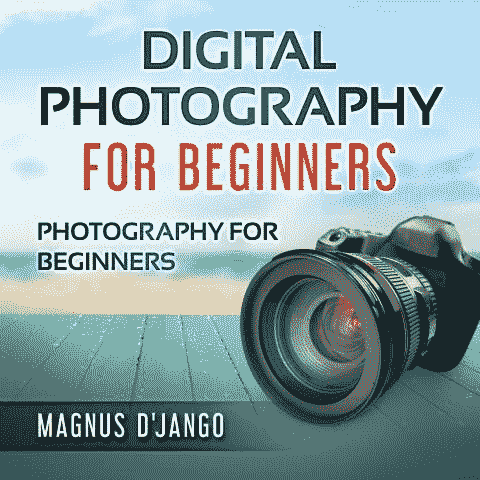 DIGITAL
PHOTOGRAPHY
FOR BEGINNERS
PHOTOGRAPHY FOR
BEGINNERS
MAGNUS D'JANGO